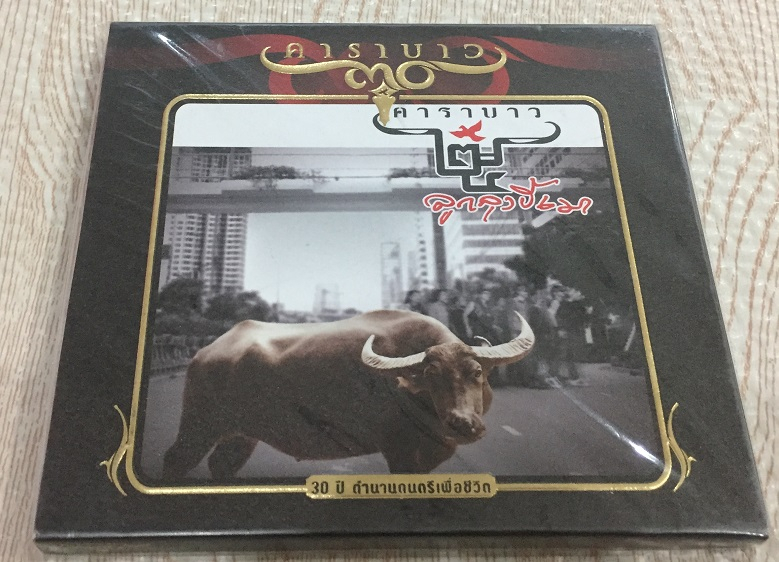 คาราบาว
๓๐
คาราบาว
ลูกลุงขี้เมา
30 ปี ตำนานดนตรีเพื่อชีวิต